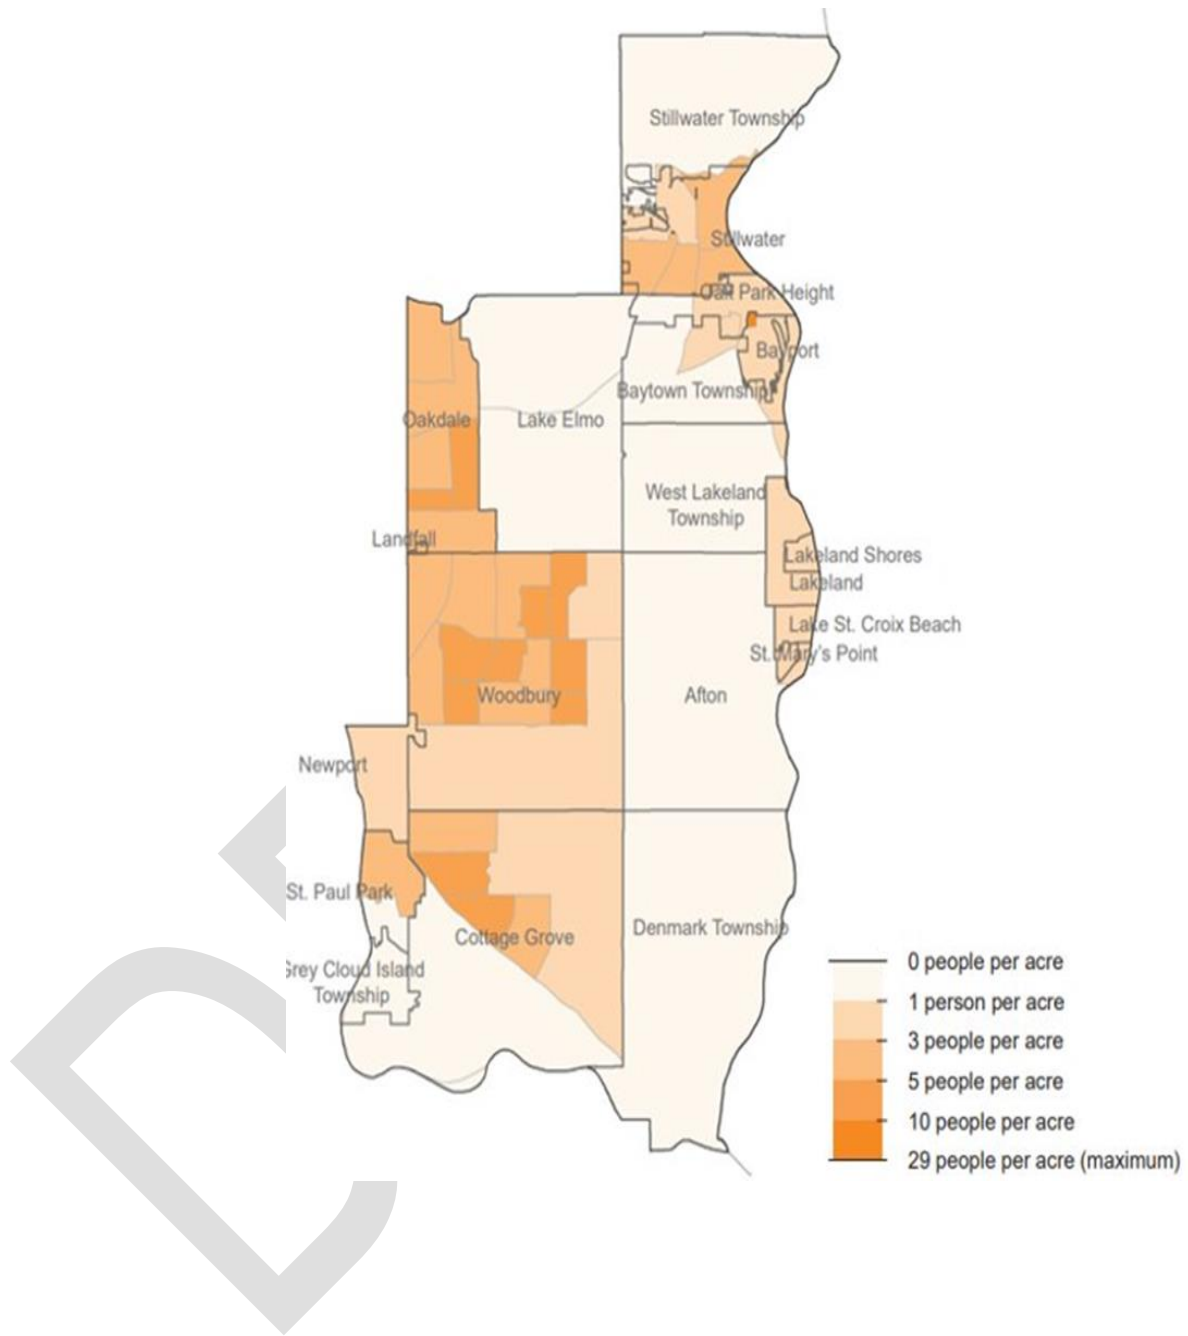 Stillwater Township
Stillwater
Oak Park Height
Bayport
Baytown Township
Oakdale
Lake Elmo
West Lakeland
Township
Landfall
Lakeland Shores
Lakeland
Lake St. Croix Beach
St. Mary's Point
Woodbury
Afton
Newport
St. Paul Park
Cottage Grove
Denmark Township
Grey Cloud Island
Township
0 people per acre
1 person per acre
3 people per acre
5 people per acre
10 people per acre
29 people per acre (maximum)